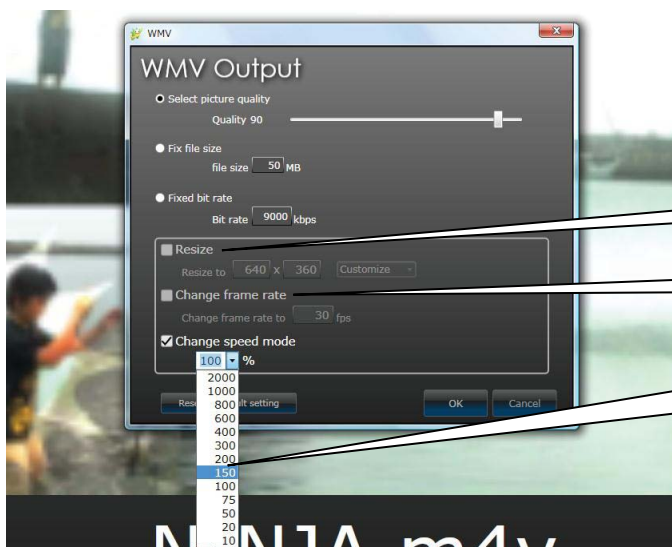 WMV
WMV Output
Select picture quality
Quality 90
Fix file size
file size 50 MB
Fixed bit rate
Bit rate 9000 kbps
Resize
Resize to 640 x 360 Customize
Change frame rate
Change frame rate to 30 fps
Change speed mode
100 %
2000
1000
800
600
400
300
200
150
100
75
50
20
10
OK Cancel